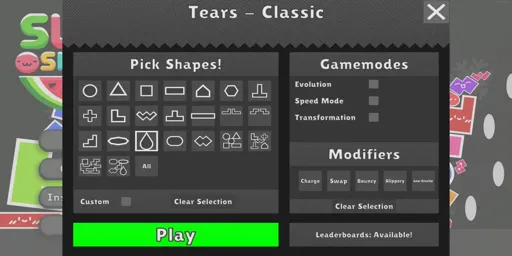 Tears - Classic
Pick Shapes!
All
Custom
Clear Selection
Play
Gamemodes
Evolution
Speed Mode
Transformation
Modifiers
Charge
Swap
Bouncy
Slippery
Clear Selection
Leaderboards: Available!